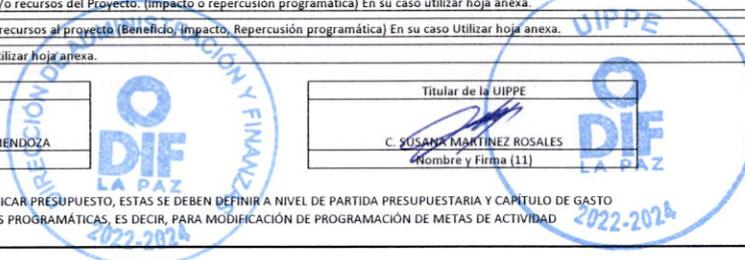 /o recursos del Proyecto. (Impacto o repercusión programática) En su caso utilizar hoja anexa.
recursos al proyecto (Beneficio, Impacto, Repercusión programática) En su caso Utilizar hoja anexa.
tilizar hoja anexa.
MENDOZA
Titular de la UIPPE
C. SUSANA MARTINEZ ROSALES
Nombre y Firma (11)
ICAR PRESUPUESTO, ESTAS SE DEBEN DEFINIR A NIVEL DE PARTIDA PRESUPUESTARIA Y CAPÍTULO DE GASTO
S PROGRAMÁTICAS, ES DECIR, PARA MODIFICACIÓN DE PROGRAMACIÓN DE METAS DE ACTIVIDAD
DIRECCIÓN DE ADMINISTRACIÓN Y FINANZAS
DIF
LA PAZ
2022-2024
UIPPE
DIF
LA PAZ
2022-2024